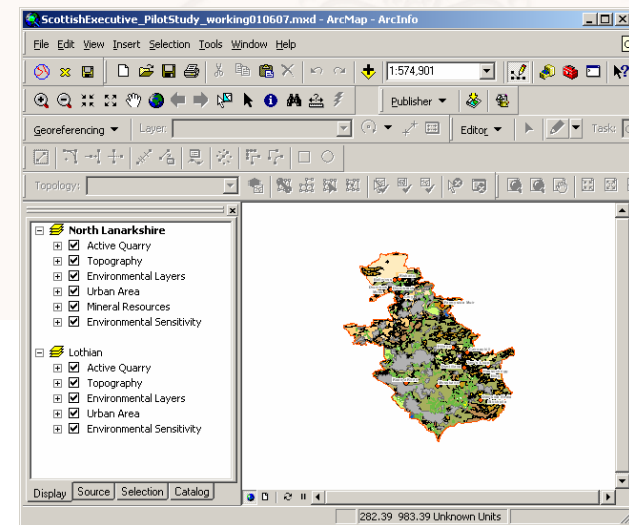 ScottishExecutive_PilotStudy_working010607.mxd - ArcMap - ArcInfo
File Edit View Insert Selection Tools Window Help
1:574,901
Publisher
Georeferencing Layer: Editor Task:
Topology:
North Lanarkshire
Active Quarry
Topography
Environmental Layers
Urban Area
Mineral Resources
Environmental Sensitivity
Lothian
Active Quarry
Topography
Environmental Layers
Urban Area
Environmental Sensitivity
Display Source Selection Catalog
282.39 983.39 Unknown Units